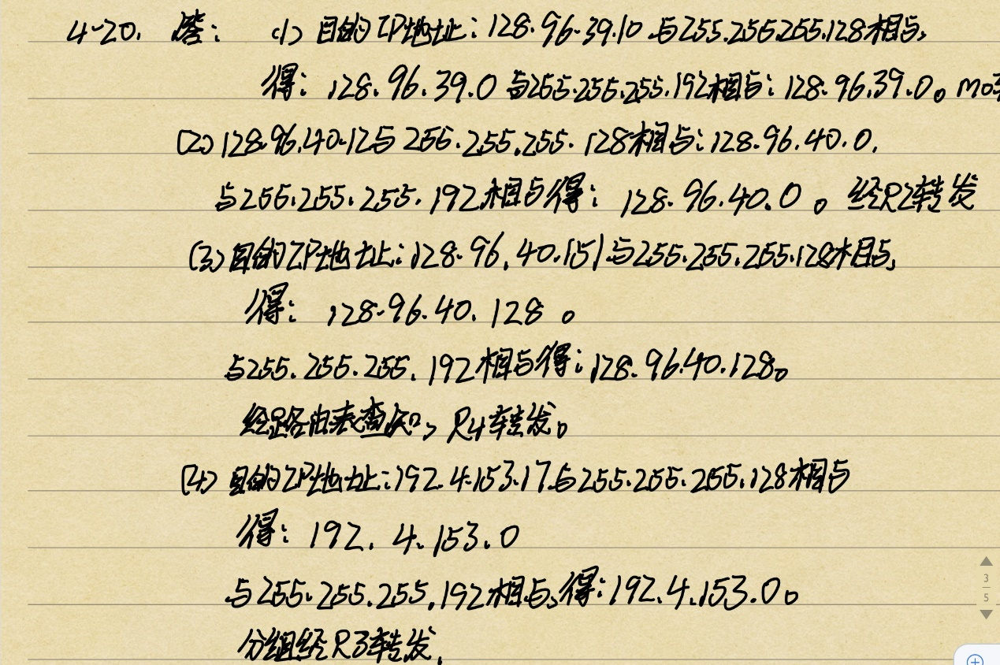 4-20. 答: (1) 目的IP地址:128.96.39.10与255.255.255.128相与,
得: 128.96.39.0 与255.255.255.192相与:128.96.39.0。m0
(2)128.96.40.12与 255.255.255.128相与:128.96.40.0,
与255.255.255.192相与得: 128.96.40.0 。经R2转发
(3)目的IP地址:128.96.40.151与255.255.255.128相与,
得: 128.96.40.128 。
与255.255.255.192相与得:128.96.40.128。
经路由表查知, R4转发。
(4) 目的IP地址:192.4.153.17与255.255.255.128相与
得: 192.4.153.0
与255.255.255.192相与,得:192.4.153.0。
分组经R3转发.
3
5